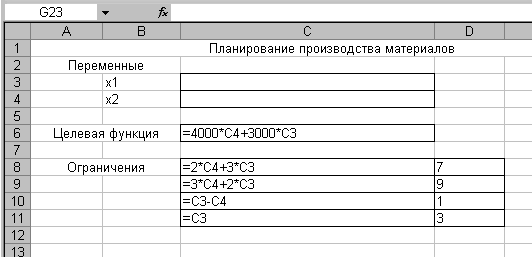 G23 fx
A B C D
1 Планирование производства материалов
2 Переменные
3 x1
4 x2
5
6 Целевая функция =4000*C4+3000*C3
7
8 Ограничения =2*C4+3*C3 7
9 =3*C4+2*C3 9
10 =C3-C4 1
11 =C3 3
12
13